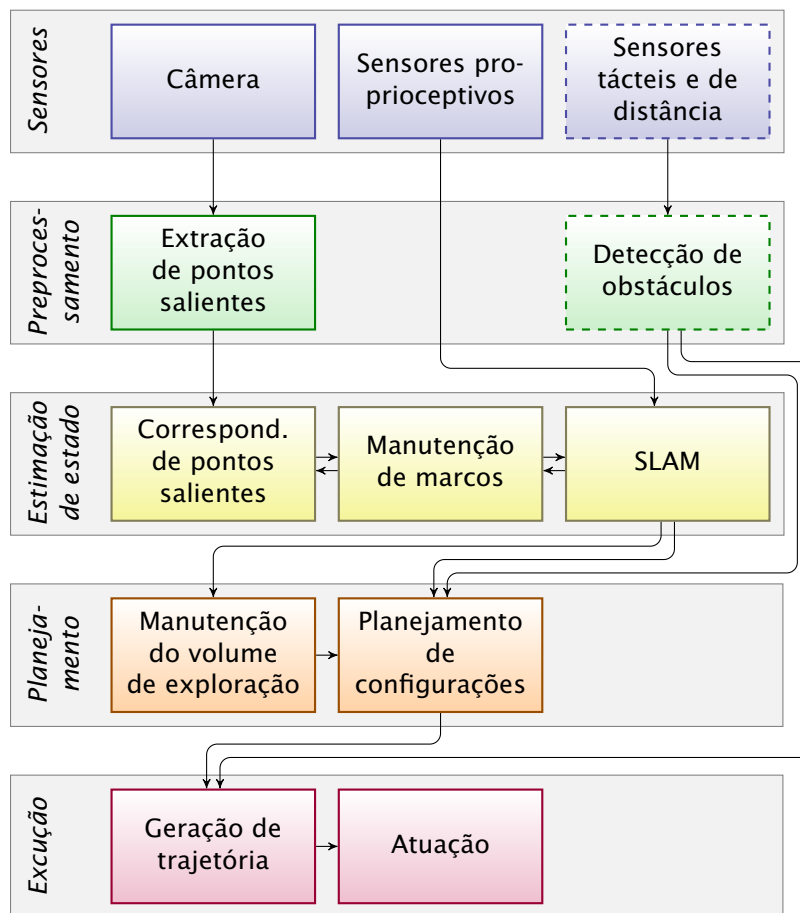 Sensores
Câmera
Sensores pro-
prioceptivos
Sensores
tácteis e de
distância
Preproces-
samento
Extração
de pontos
salientes
Detecção de
obstáculos
Estimação
de estado
Correspond.
de pontos
salientes
Manutenção
de marcos
SLAM
Planeja-
mento
Manutenção
do volume
de exploração
Planejamento
de
configurações
Excução
Geração de
trajetória
Atuação